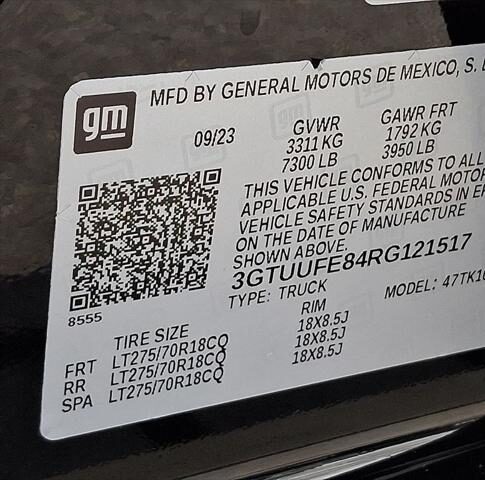 gm
MFD BY GENERAL MOTORS DE MEXICO, S.
09/23
GVWR
3311 KG
7300 LB
GAWR FRT
1792 KG
3950 LB
THIS VEHICLE CONFORMS TO ALL
APPLICABLE U.S. FEDERAL MOTOR
VEHICLE SAFETY STANDARDS IN
ON THE DATE OF MANUFACTURE
SHOWN ABOVE.
3GTUUFE84RG121517
TYPE: TRUCK
MODEL: 47TK10
8555
TIRE SIZE
RIM
FRT LT275/70R18CQ 18X8.5J
RR LT275/70R18CQ 18X8.5J
SPA LT275/70R18CQ 18X8.5J